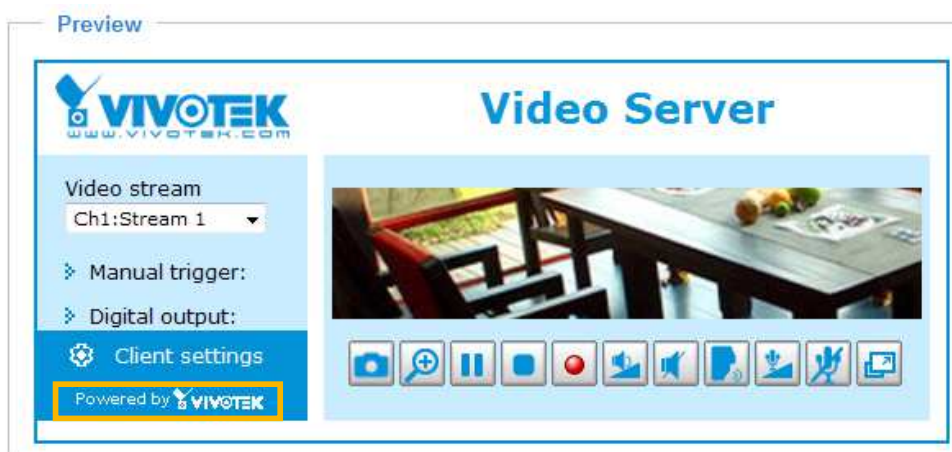 Preview
VIVOTEK
www.vivotek.com
Video Server
Video stream
Ch1:Stream 1
Manual trigger:
Digital output:
Client settings
Powered by VIVOTEK